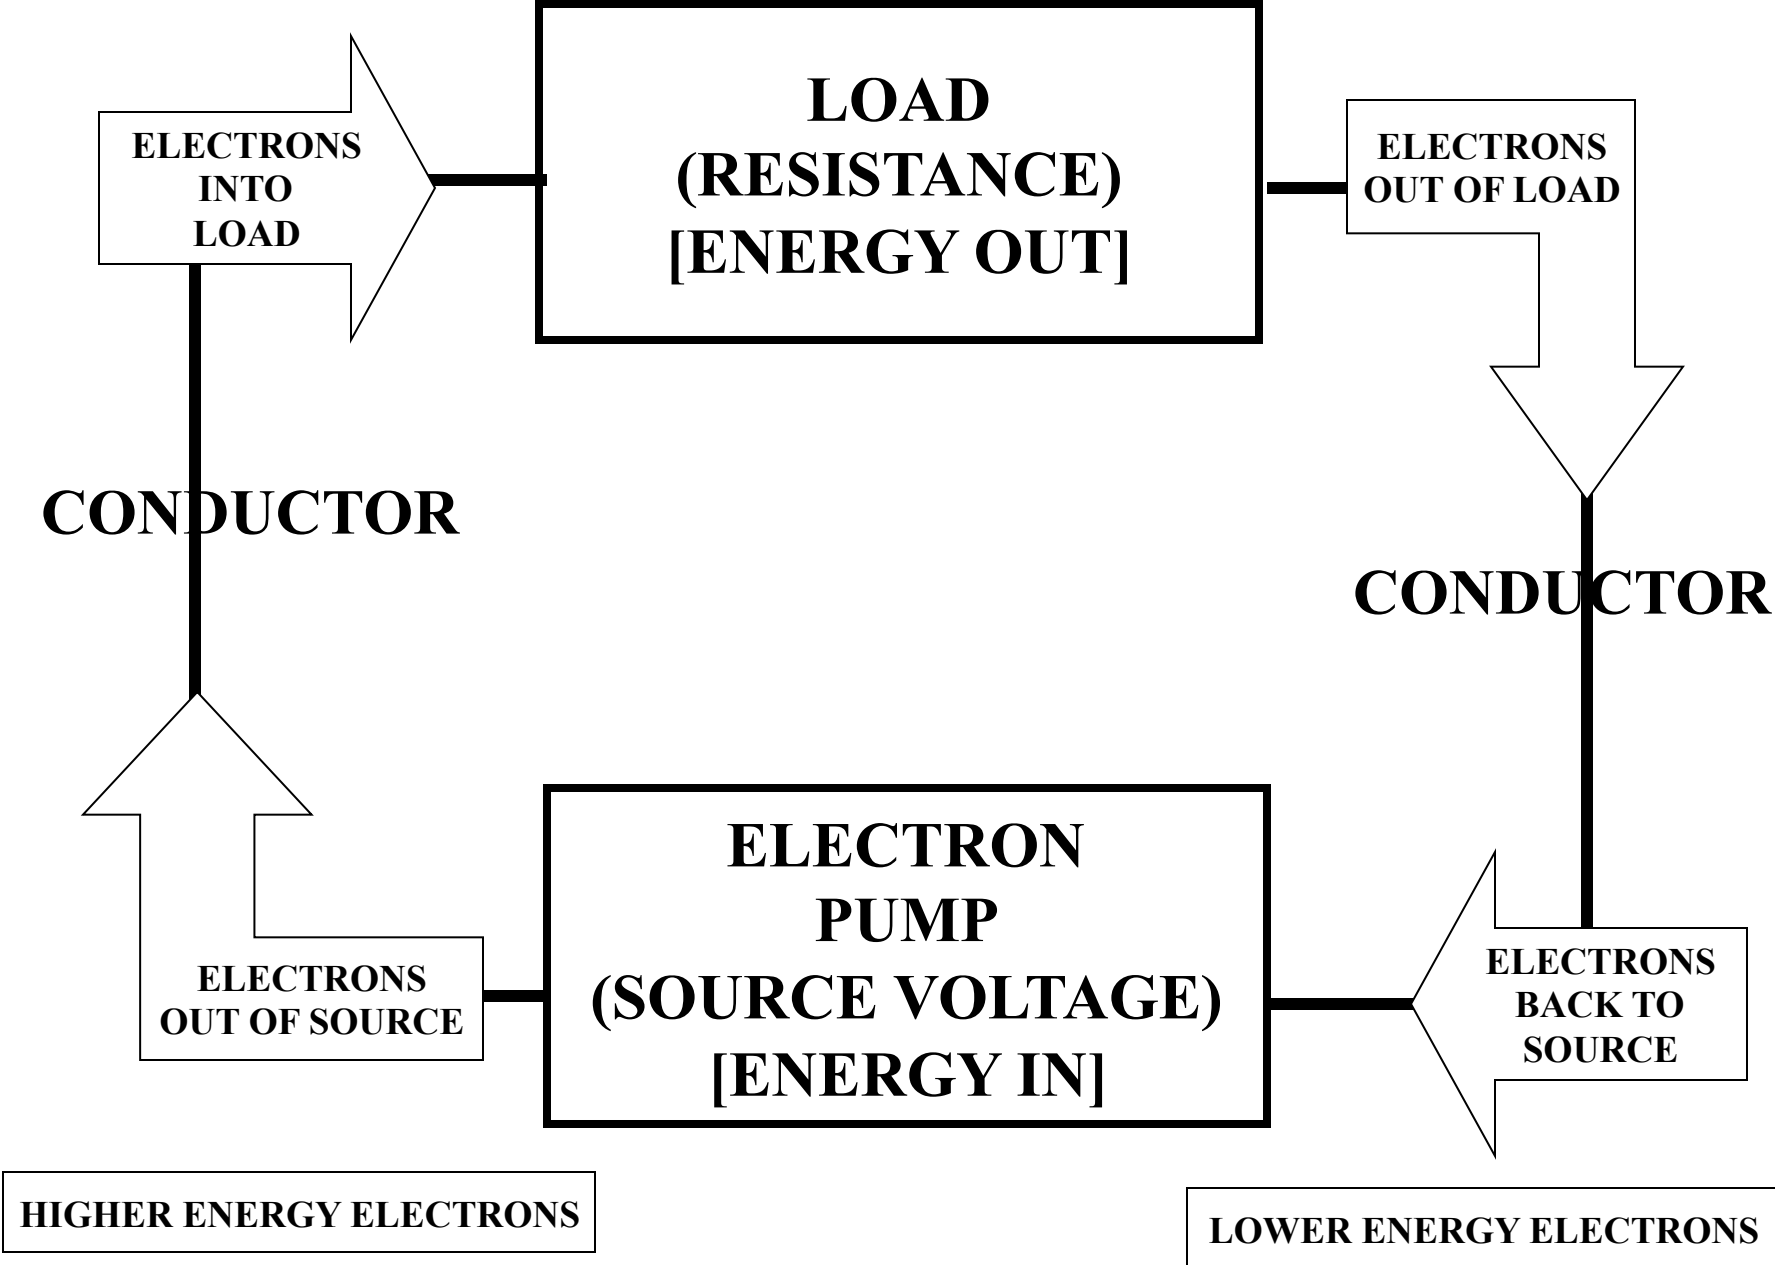 LOAD
(RESISTANCE)
[ENERGY OUT]
ELECTRONS
INTO
LOAD
ELECTRONS
OUT OF LOAD
CONDUCTOR
CONDUCTOR
ELECTRON
PUMP
(SOURCE VOLTAGE)
[ENERGY IN]
ELECTRONS
OUT OF SOURCE
ELECTRONS
BACK TO
SOURCE
HIGHER ENERGY ELECTRONS
LOWER ENERGY ELECTRONS